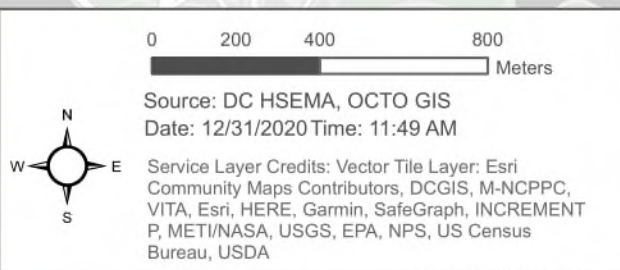 0 200 400 800
Meters
Source: DC HSEMA, OCTO GIS
Date: 12/31/2020 Time: 11:49 AM
N
W E
S
Service Layer Credits: Vector Tile Layer: Esri
Community Maps Contributors, DCGIS, M-NCPPC,
VITA, Esri, HERE, Garmin, SafeGraph, INCREMENT
P, METI/NASA, USGS, EPA, NPS, US Census
Bureau, USDA